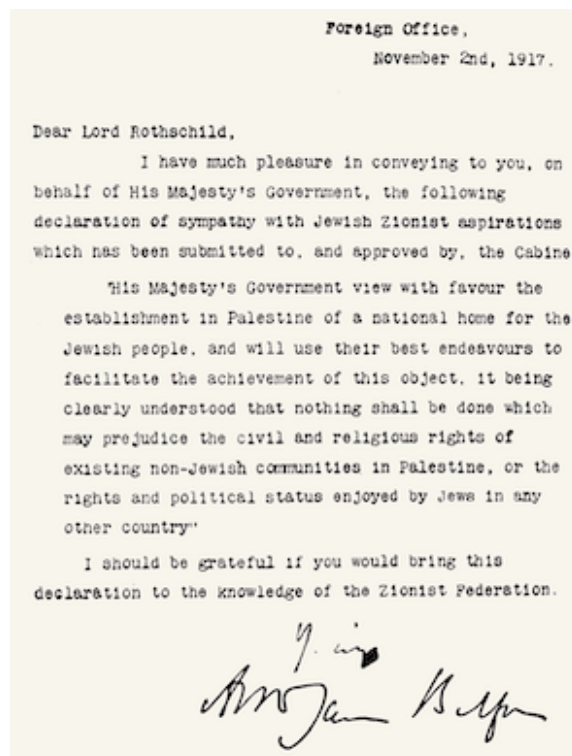 Foreign Office,
November 2nd, 1917.
Dear Lord Rothschild,
I have much pleasure in conveying to you, on
behalf of His Majesty's Government, the following
declaration of sympathy with Jewish Zionist aspirations
which has been submitted to, and approved by, the Cabine
"His Majesty's Government view with favour the
establishment in Palestine of a national home for the
Jewish people, and will use their best endeavours to
facilitate the achievement of this object, it being
clearly understood that nothing shall be done which
may prejudice the civil and religious rights of
existing non-Jewish communities in Palestine, or the
rights and political status enjoyed by Jews in any
other country"
I should be grateful if you would bring this
declaration to the knowledge of the Zionist Federation.